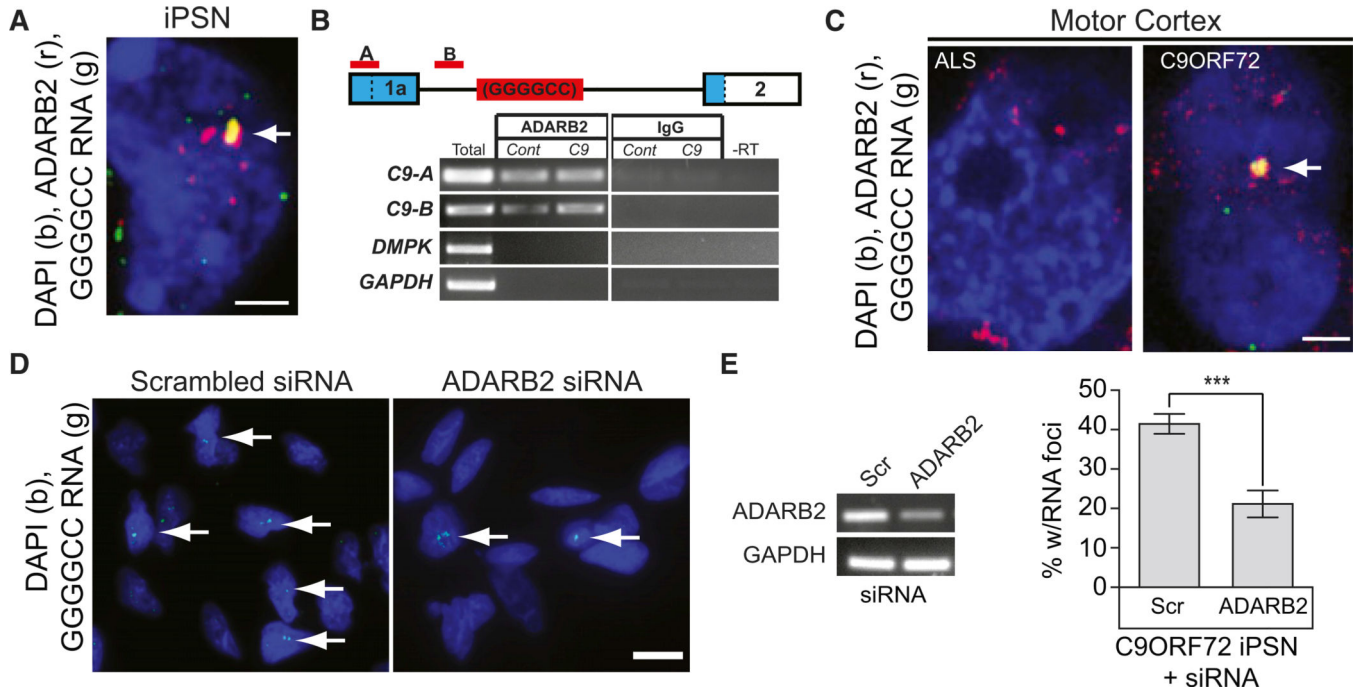 A
iPSN
DAPI (b), ADARB2 (r),
GGGGCC RNA (g)
B
A
B
1a
(GGGGCC)
2
ADARB2
IgG
Total
Cont
C9
Cont
C9
-RT
C9-A
C9-B
DMPK
GAPDH
C
Motor Cortex
DAPI (b), ADARB2 (r),
GGGGCC RNA (g)
ALS
C9ORF72
D
Scrambled siRNA
ADARB2 siRNA
DAPI (b),
GGGGCC RNA (g)
E
Scr
ADARB2
ADARB2
GAPDH
siRNA
***
% w/RNA foci
50
40
30
20
10
0
Scr
ADARB2
C9ORF72 iPSN
+ siRNA